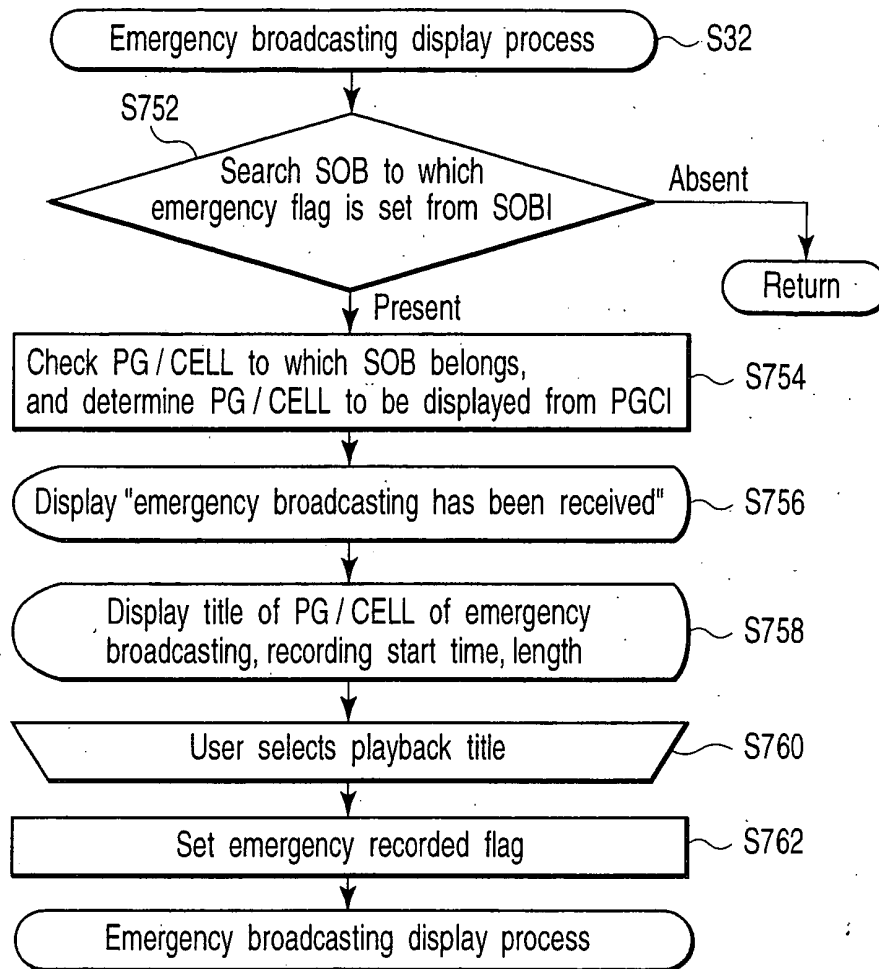 Emergency broadcasting display process
S32
S752
Search SOB to which
emergency flag is set from SOBI
Absent
Return
Present
Check PG / CELL to which SOB belongs,
and determine PG / CELL to be displayed from PGCI
S754
Display "emergency broadcasting has been received"
S756
Display title of PG / CELL of emergency
broadcasting, recording start time, length
S758
User selects playback title
S760
Set emergency recorded flag
S762
Emergency broadcasting display process